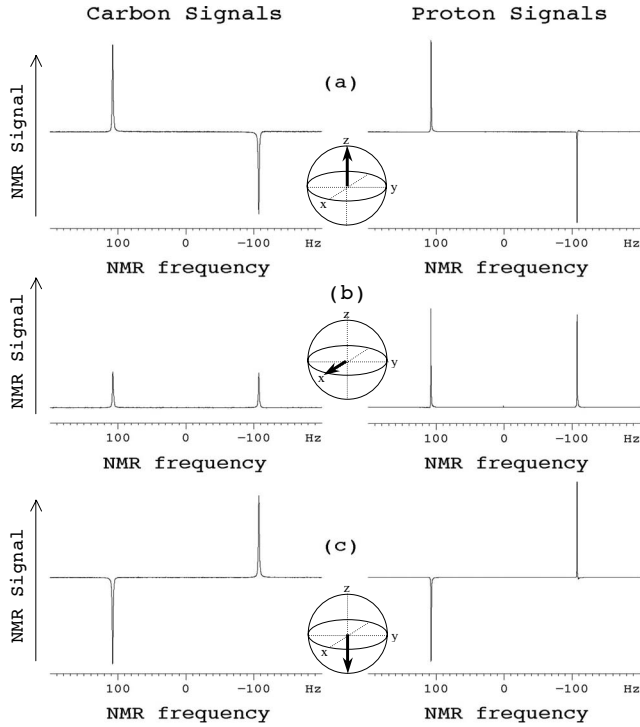 Carbon Signals
Proton Signals
NMR Signal
(a)
z
y
x
100 0 −100 Hz
100 0 −100 Hz
NMR frequency
NMR frequency
NMR Signal
(b)
z
y
x
100 0 −100 Hz
100 0 −100 Hz
NMR frequency
NMR frequency
NMR Signal
(c)
z
y
x
100 0 −100 Hz
100 0 −100 Hz
NMR frequency
NMR frequency